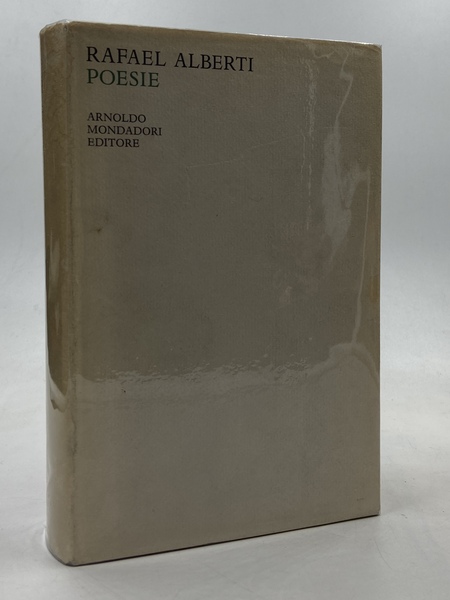 RAFAEL ALBERTI
POESIE
ARNOLDO
MONDADORI
EDITORE